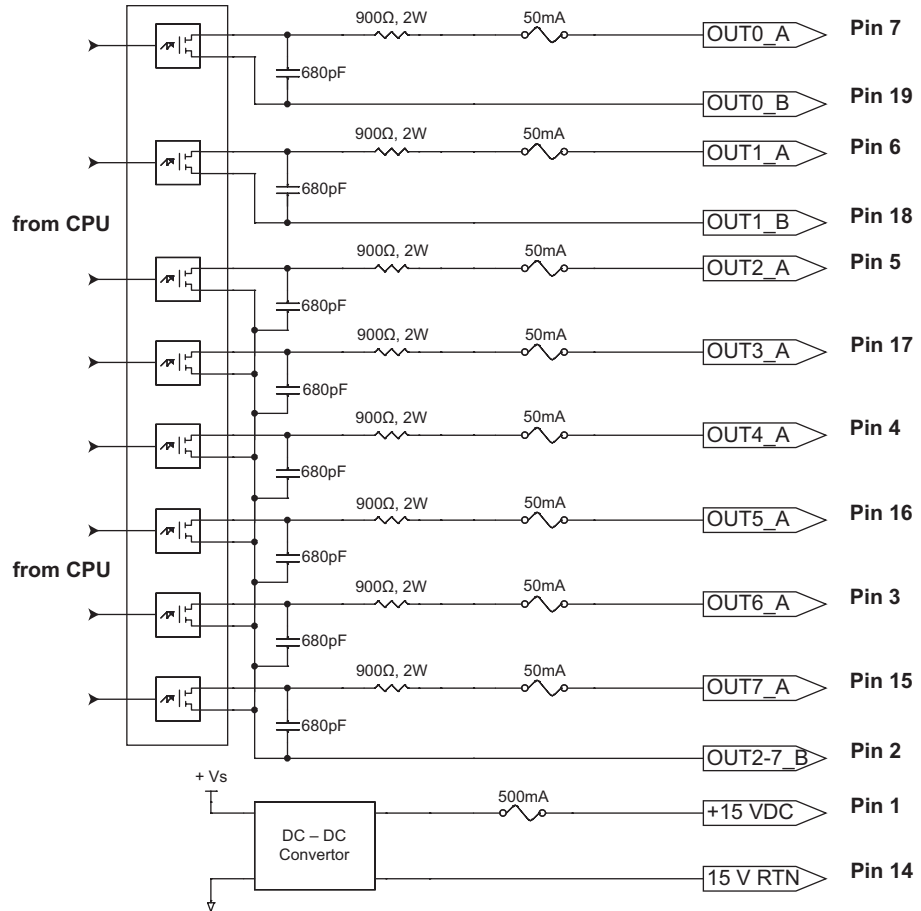 900Ω, 2W 50mA OUT0_A Pin 7
680pF
OUT0_B Pin 19
900Ω, 2W 50mA OUT1_A Pin 6
680pF
from CPU OUT1_B Pin 18
900Ω, 2W 50mA OUT2_A Pin 5
680pF
900Ω, 2W 50mA OUT3_A Pin 17
680pF
900Ω, 2W 50mA OUT4_A Pin 4
680pF
900Ω, 2W 50mA OUT5_A Pin 16
680pF
from CPU
900Ω, 2W 50mA OUT6_A Pin 3
680pF
900Ω, 2W 50mA OUT7_A Pin 15
680pF
OUT2-7_B Pin 2
+ Vs
500mA +15 VDC Pin 1
DC – DC
Convertor
15 V RTN Pin 14